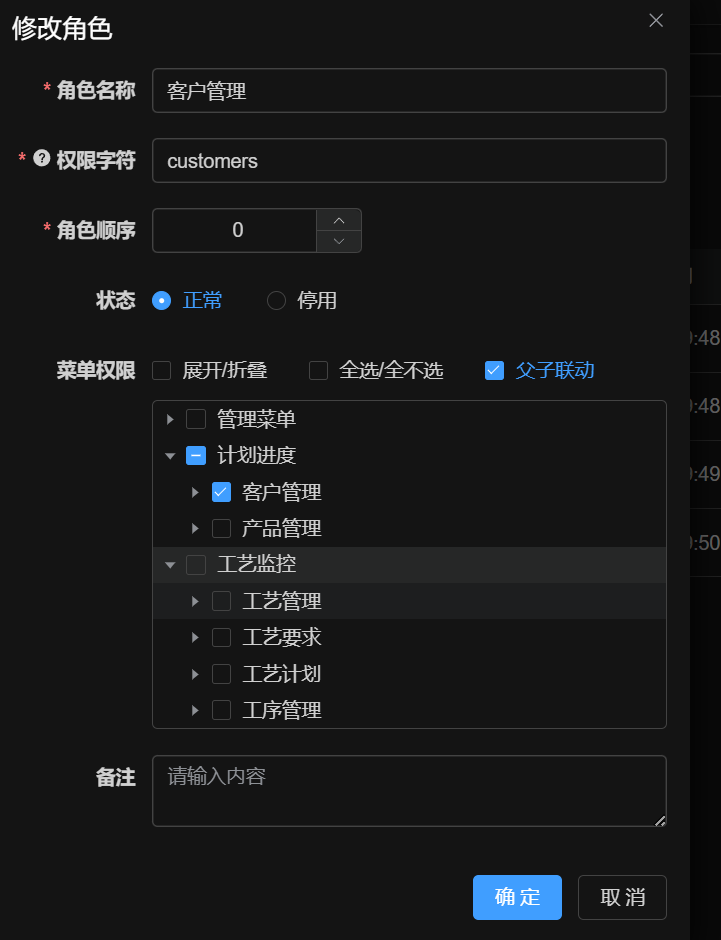 修改角色
* 角色名称 客户管理
* ? 权限字符 customers
* 角色顺序 0
状态 正常 停用
菜单权限 展开/折叠 全选/全不选 父子联动
管理菜单
计划进度
客户管理
产品管理
工艺监控
工艺管理
工艺要求
工艺计划
工序管理
备注 请输入内容
确定 取消
:48
:48
:49
:50